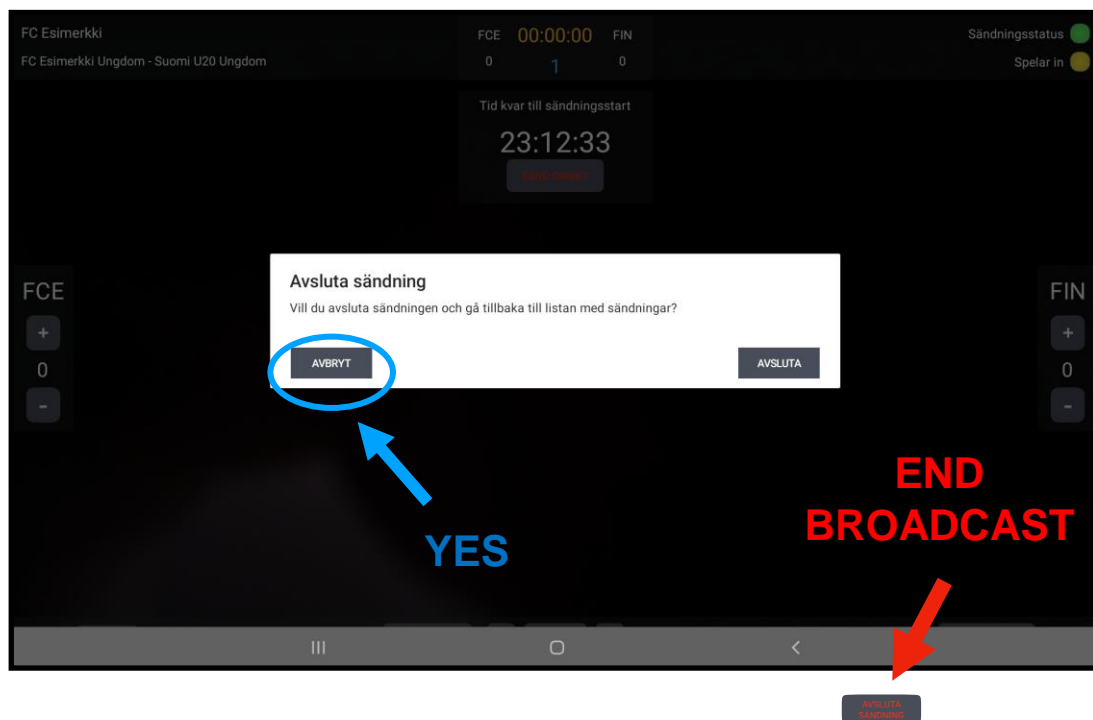 FC Esimerkki
FC Esimerkki Ungdom - Suomi U20 Ungdom
FCE 00:00:00 FIN
0 1 0
Sändningsstatus
Spelar in
Tid kvar till sändningsstart
23:12:33
FCE
+
0
-
Avsluta sändning
Vill du avsluta sändningen och gå tillbaka till listan med sändningar?
AVBRYT
AVSLUTA
FIN
+
0
-
YES
END
BROADCAST
AVSLUTA
SÄNDNING